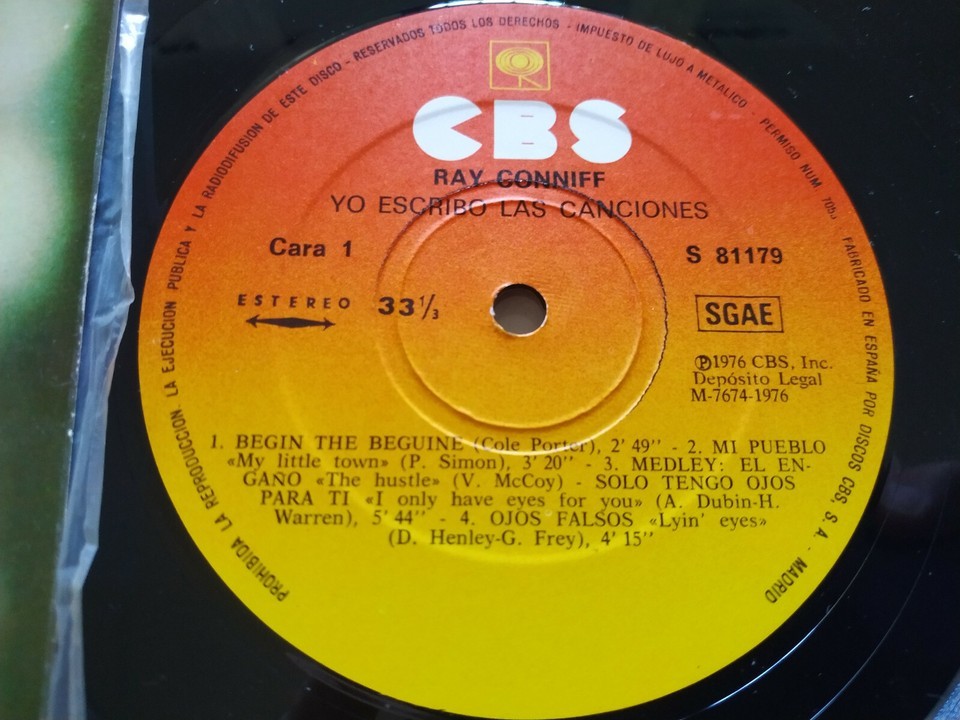 PROHIBIDA LA REPRODUCCION, LA EJECUCION PUBLICA Y LA RADIODIFUSION DE ESTE DISCO - RESERVADOS TODOS LOS DERECHOS - IMPUESTO DE LUJO A METALICO - PERMISO NUM 7055 FABRICADO EN ESPAÑA POR DISCOS CBS, S. A. - MADRID
CBS
RAY CONNIFF
YO ESCRIBO LAS CANCIONES
Cara 1
S 81179
ESTEREO 33 1/3
SGAE
Ⓟ1976 CBS, Inc.
Depósito Legal
M-7674-1976
1. BEGIN THE BEGUINE (Cole Porter), 2' 49'' - 2. MI PUEBLO
«My little town» (P. Simon), 3' 20'' - 3. MEDLEY: EL EN-
GAÑO «The hustle» (V. McCoy) - SOLO TENGO OJOS
PARA TI «I only have eyes for you» (A. Dubin-H.
Warren), 5' 44'' - 4. OJOS FALSOS «Lyin' eyes»
(D. Henley-G. Frey), 4' 15''